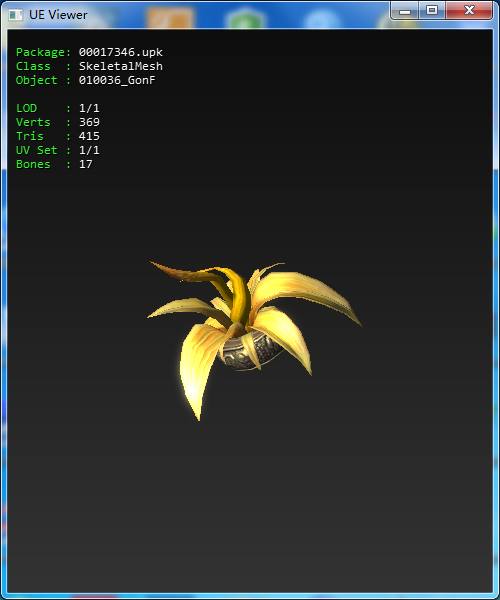 UE Viewer
Package: 00017346.upk
Class : SkeletalMesh
Object : 010036_GonF
LOD : 1/1
Verts : 369
Tris : 415
UV Set : 1/1
Bones : 17